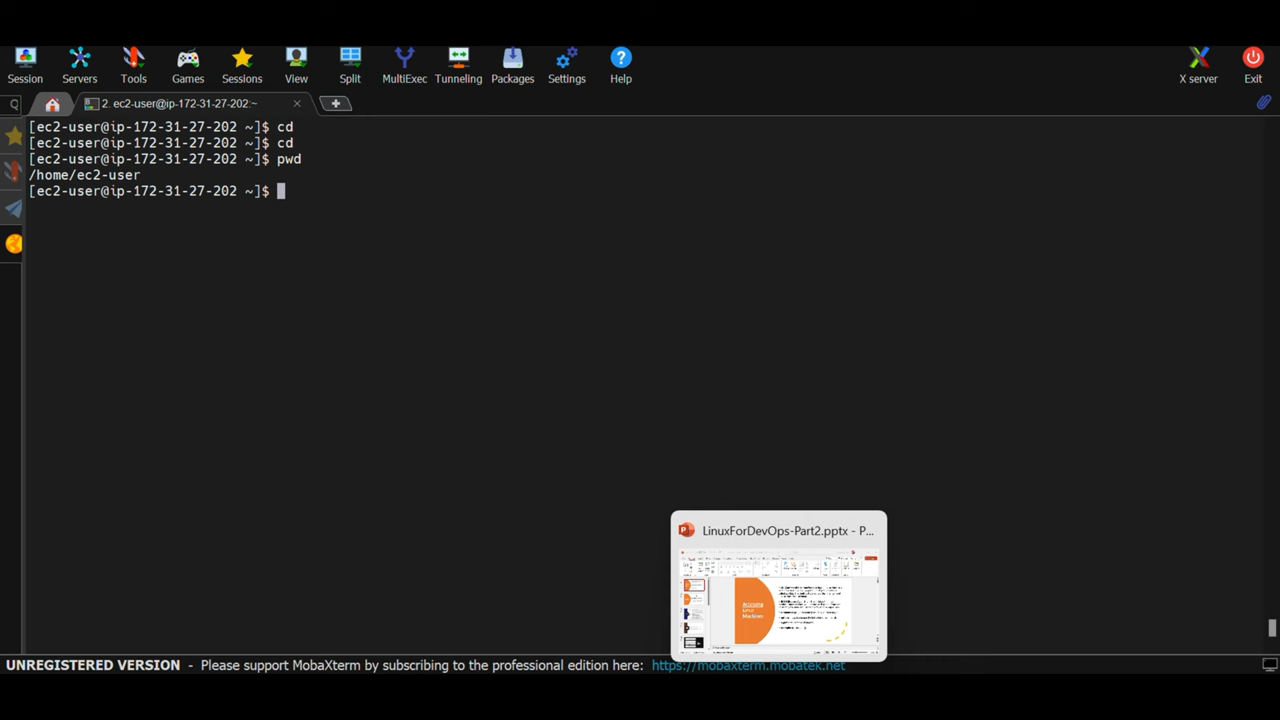 Session
Servers
Tools
Games
Sessions
View
Split
MultiExec
Tunneling
Packages
Settings
Help
X server
Exit
2. ec2-user@ip-172-31-27-202:~
[ec2-user@ip-172-31-27-202 ~]$ cd
[ec2-user@ip-172-31-27-202 ~]$ cd
[ec2-user@ip-172-31-27-202 ~]$ pwd
/home/ec2-user
[ec2-user@ip-172-31-27-202 ~]$
LinuxForDevOps-Part2.pptx - P...
Machines
UNREGISTERED VERSION - Please support MobaXterm by subscribing to the professional edition here: https://mobaxterm.mobatek.net